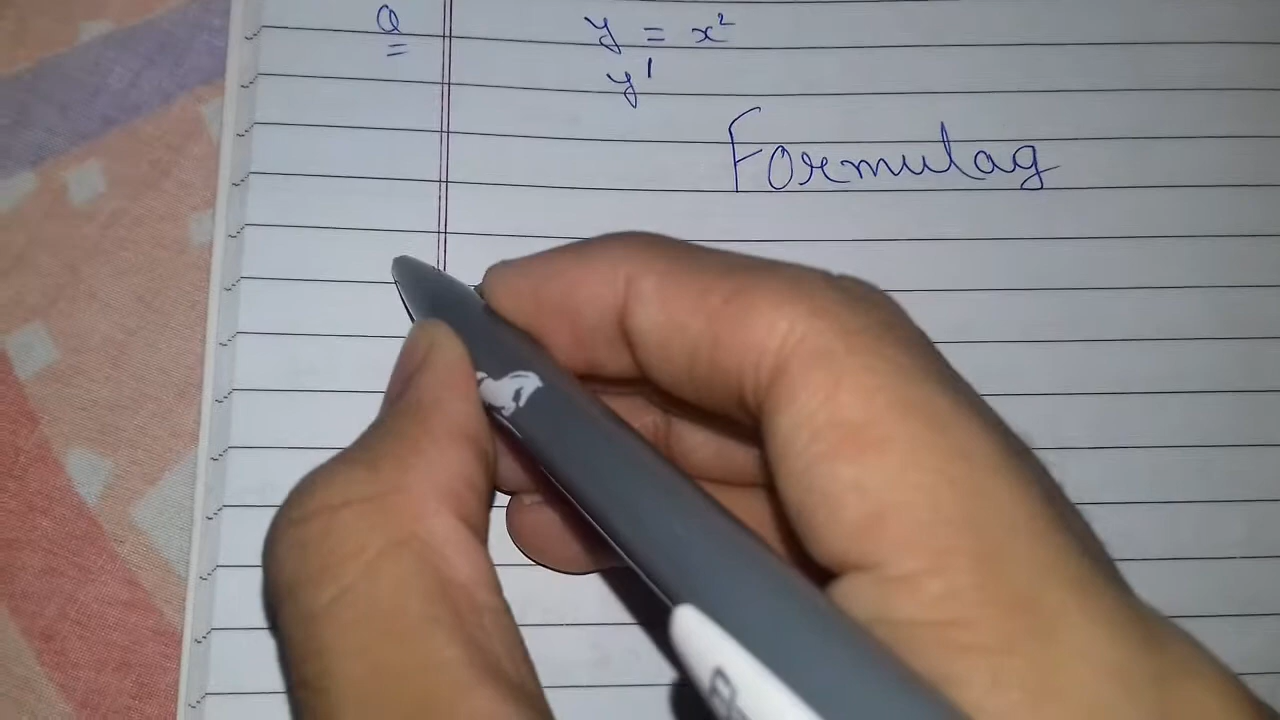 Q y = x²
y'
Formulas